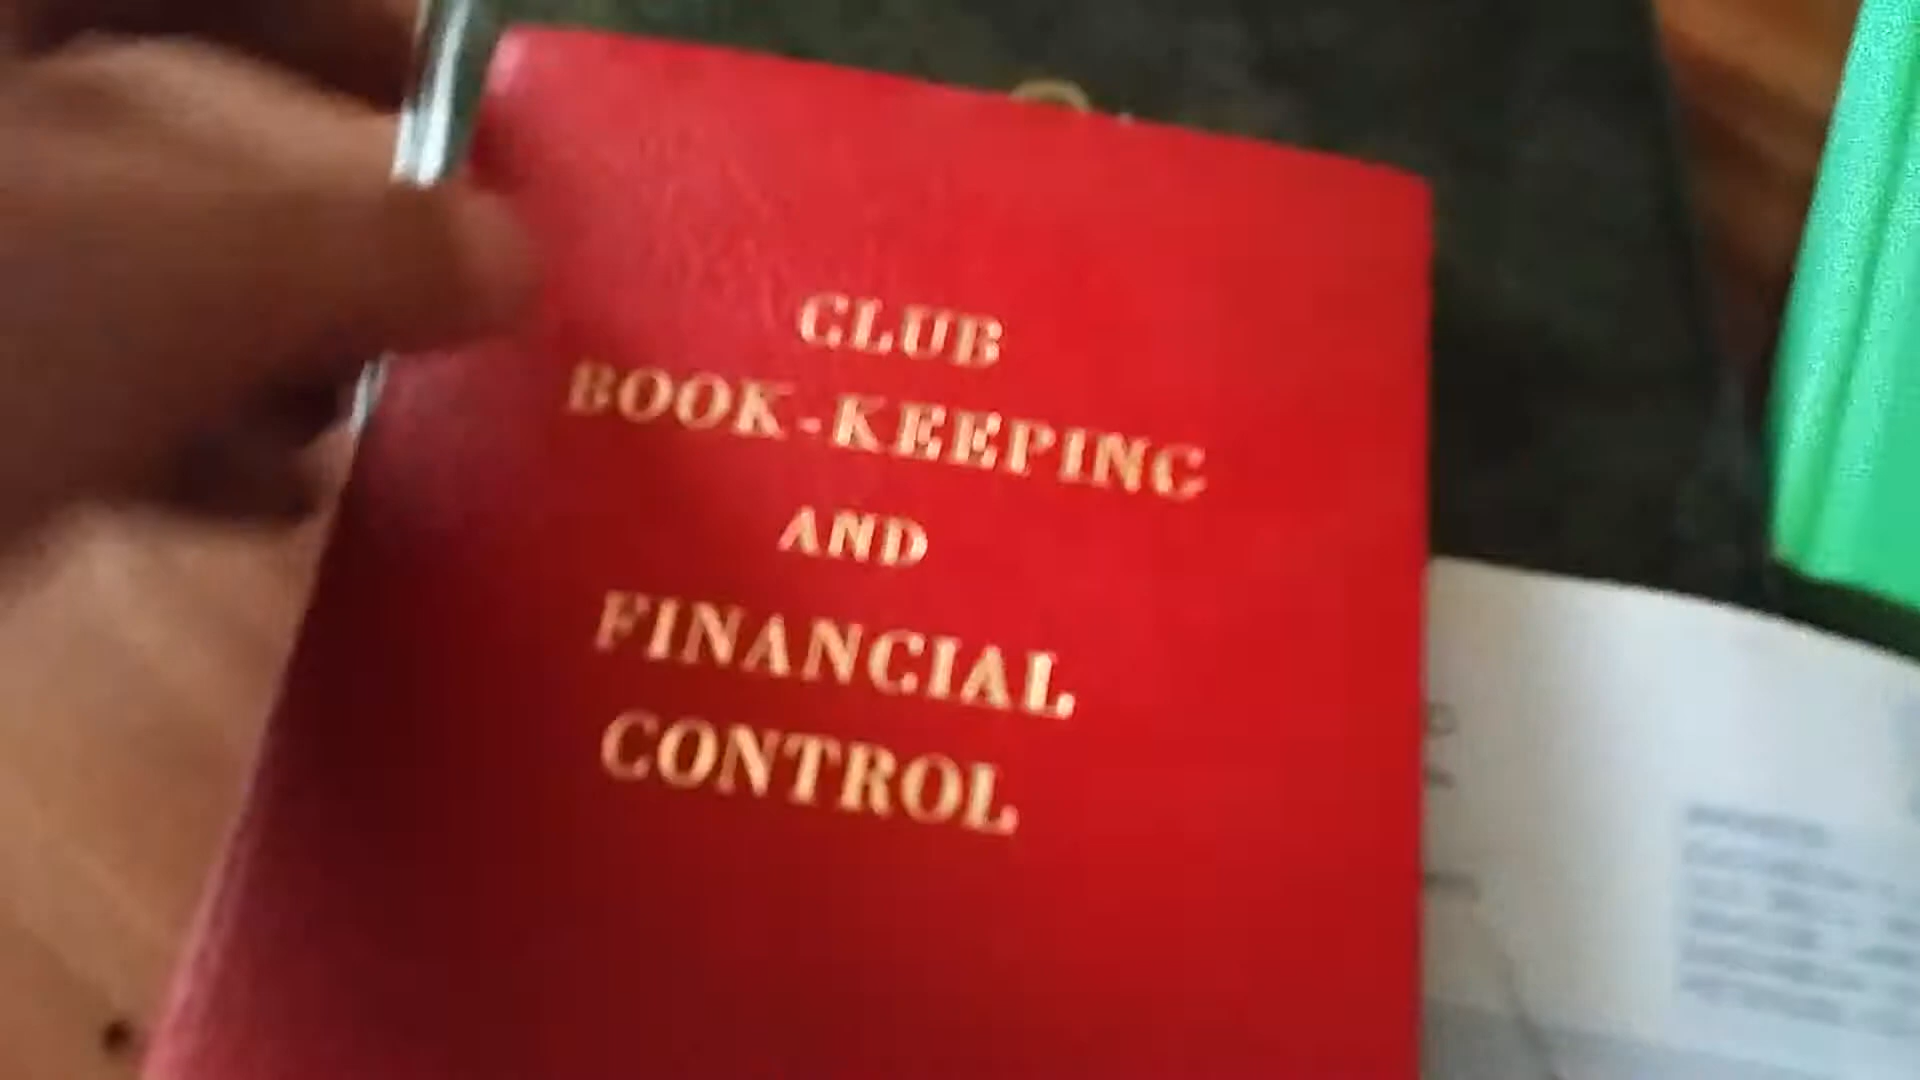 CLUB
BOOK-KEEPING
AND
FINANCIAL
CONTROL